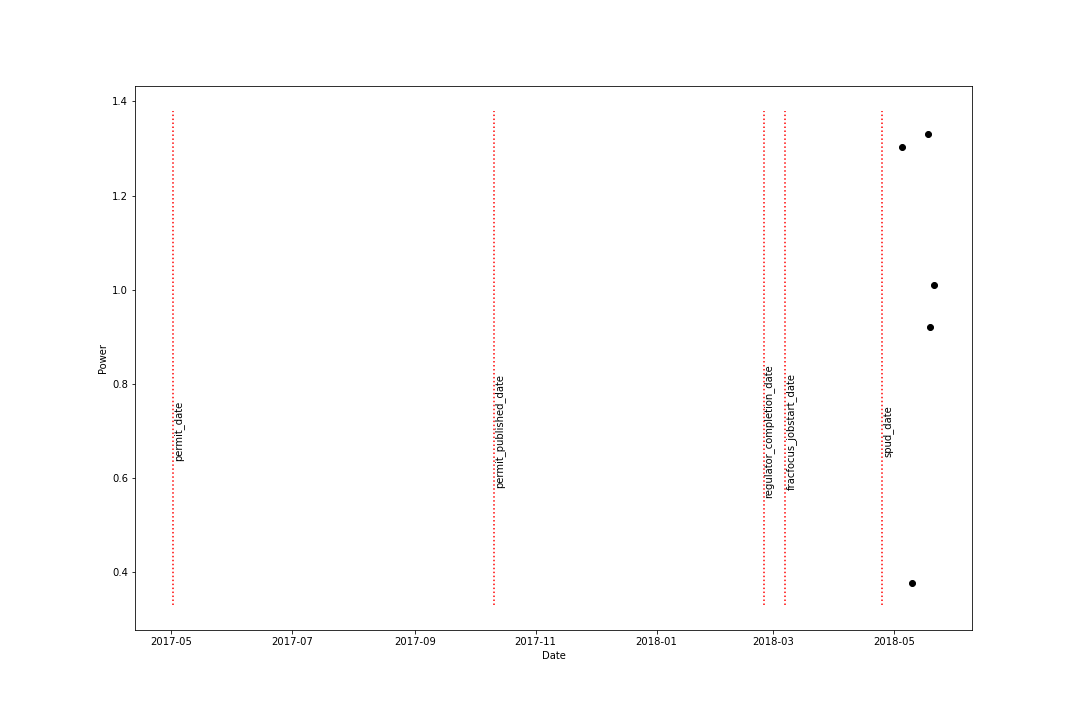 1.4
1.2
1.0
0.8
0.6
0.4
Power
permit_date
permit_published_date
regulator_completion_date
fracfocus_jobstart_date
spud_date
2017-05
2017-07
2017-09
2017-11
2018-01
2018-03
2018-05
Date